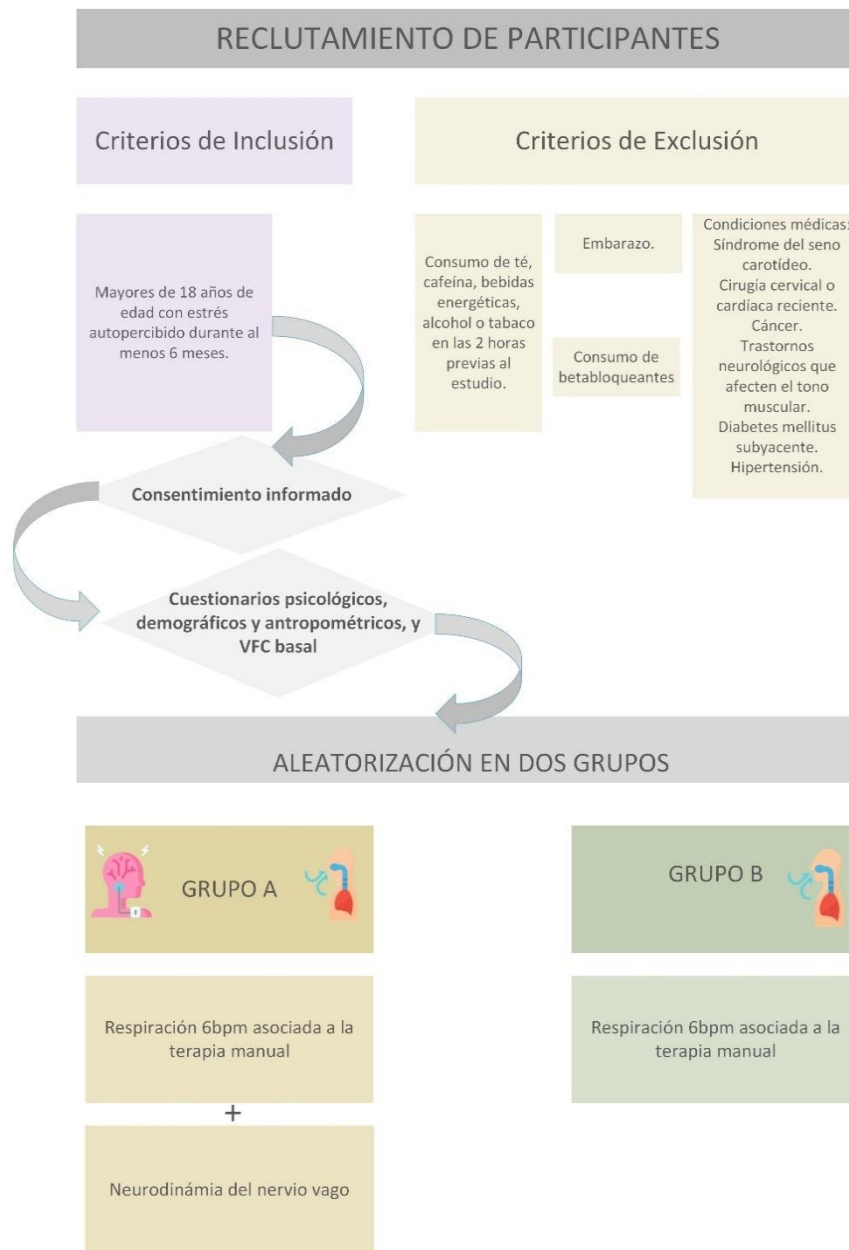 RECLUTAMIENTO DE PARTICIPANTES
Criterios de Inclusión
Criterios de Exclusión
Mayores de 18 años de
edad con estrés
autopercibido durante al
menos 6 meses.
Consumo de té,
cafeína, bebidas
energéticas,
alcohol o tabaco
en las 2 horas
previas al
estudio.
Embarazo.
Consumo de
betabloqueantes
Condiciones médicas:
Síndrome del seno
carotídeo.
Cirugía cervical o
cardíaca reciente.
Cáncer.
Trastornos
neurológicos que
afecten el tono
muscular.
Diabetes mellitus
subyacente.
Hipertensión.
Consentimiento informado
Cuestionarios psicológicos,
demográficos y antropométricos, y
VFC basal
ALEATORIZACIÓN EN DOS GRUPOS
GRUPO A
GRUPO B
Respiración 6bpm asociada a la
terapia manual
+
Neurodinámia del nervio vago
Respiración 6bpm asociada a la
terapia manual